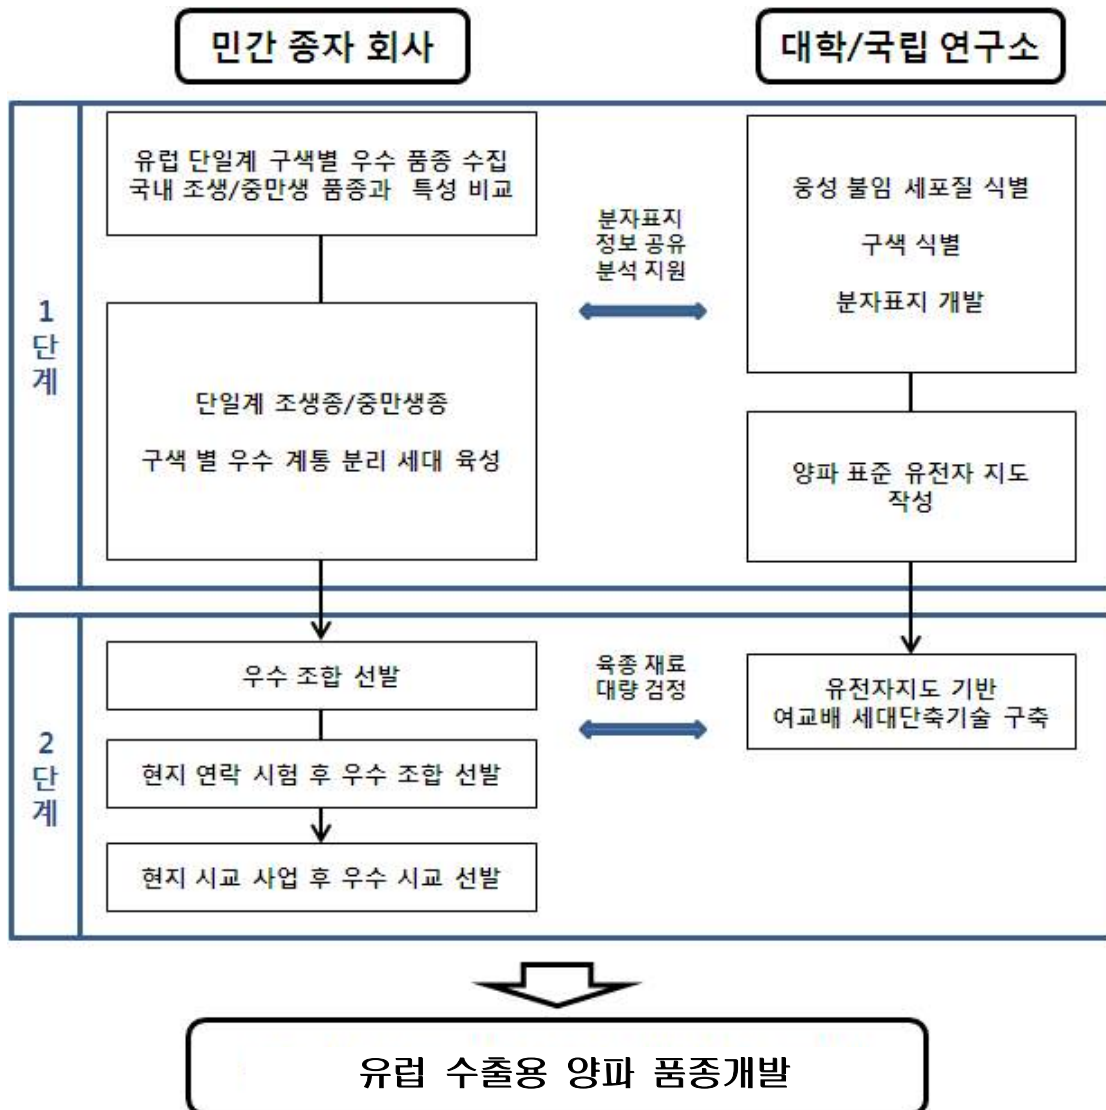 민간 종자 회사
대학/국립 연구소
1
단
계
유럽 단일계 구색별 우수 품종 수집
국내 조생/중만생 품종과 특성 비교
단일계 조생종/중만생종
구색 별 우수 계통 분리 세대 육성
분자표지
정보 공유
분석 지원
웅성 불임 세포질 식별
구색 식별
분자표지 개발
양파 표준 유전자 지도
작성
2
단
계
우수 조합 선발
현지 연락 시험 후 우수 조합 선발
현지 시교 사업 후 우수 시교 선발
육종 재료
대량 검정
유전자지도 기반
여교배 세대단축기술 구축
유럽 수출용 양파 품종개발